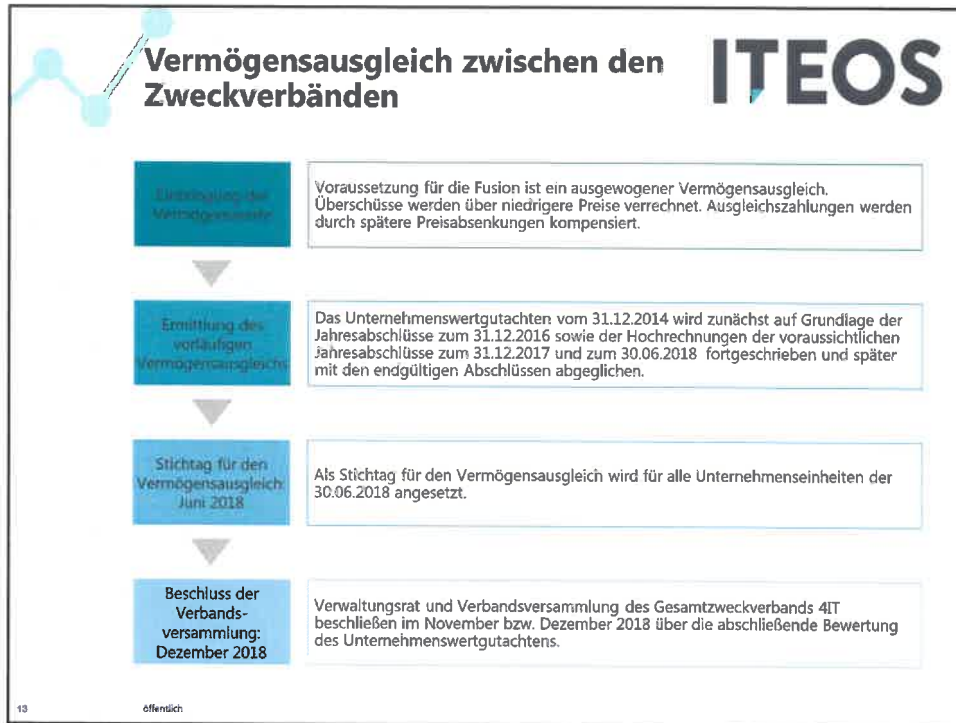 Vermögensausgleich zwischen den
Zweckverbänden
ITEOS
Einbringung der
Vermögenswerte
Voraussetzung für die Fusion ist ein ausgewogener Vermögensausgleich.
Überschüsse werden über niedrigere Preise verrechnet. Ausgleichszahlungen werden
durch spätere Preisabsenkungen kompensiert.
Ermittlung des
vorläufigen
Vermögensausgleichs
Das Unternehmenswertgutachten vom 31.12.2014 wird zunächst auf Grundlage der
Jahresabschlüsse zum 31.12.2016 sowie der Hochrechnungen der voraussichtlichen
Jahresabschlüsse zum 31.12.2017 und zum 30.06.2018 fortgeschrieben und später
mit den endgültigen Abschlüssen abgeglichen.
Stichtag für den
Vermögensausgleich:
Juni 2018
Als Stichtag für den Vermögensausgleich wird für alle Unternehmenseinheiten der
30.06.2018 angesetzt.
Beschluss der
Verbands-
versammlung:
Dezember 2018
Verwaltungsrat und Verbandsversammlung des Gesamtzweckverbands 4IT
beschließen im November bzw. Dezember 2018 über die abschließende Bewertung
des Unternehmenswertgutachtens.
13
öffentlich